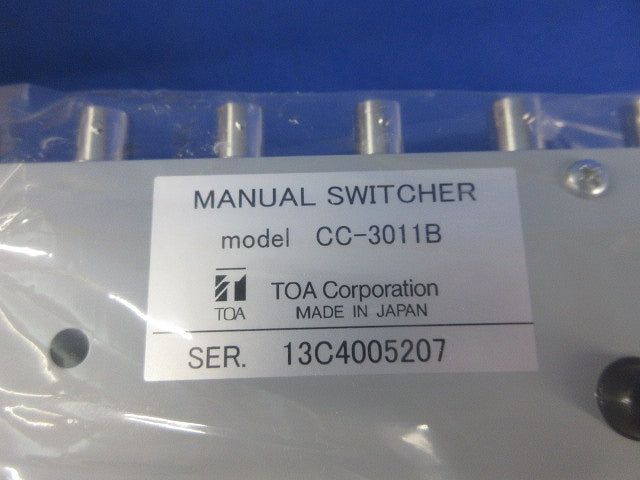 MANUAL SWITCHER
model CC-3011B
TOA Corporation
TOA MADE IN JAPAN
SER. 13C4005207